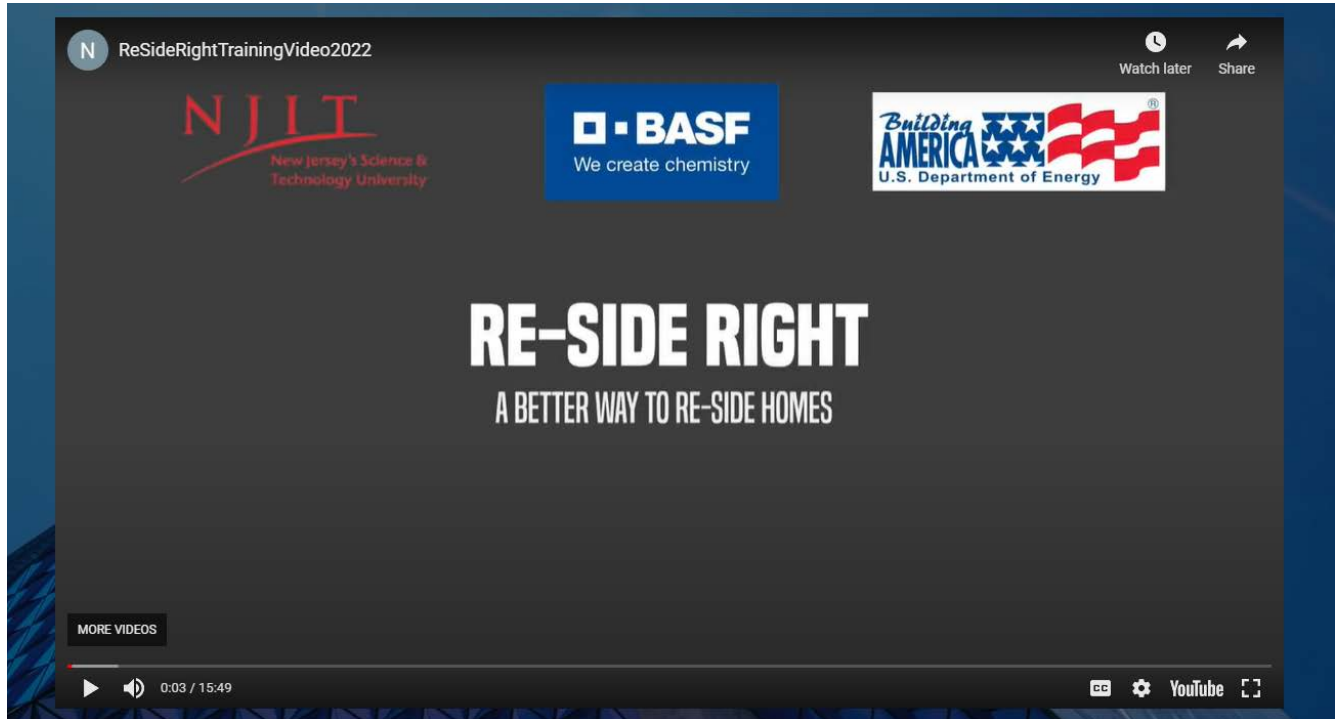 N ReSideRightTrainingVideo2022
Watch later Share
NJIT
New Jersey's Science &
Technology University
BASF
We create chemistry
Building
AMERICA
U.S. Department of Energy
®
RE-SIDE RIGHT
A BETTER WAY TO RE-SIDE HOMES
MORE VIDEOS
0:03 / 15:49
CC YouTube